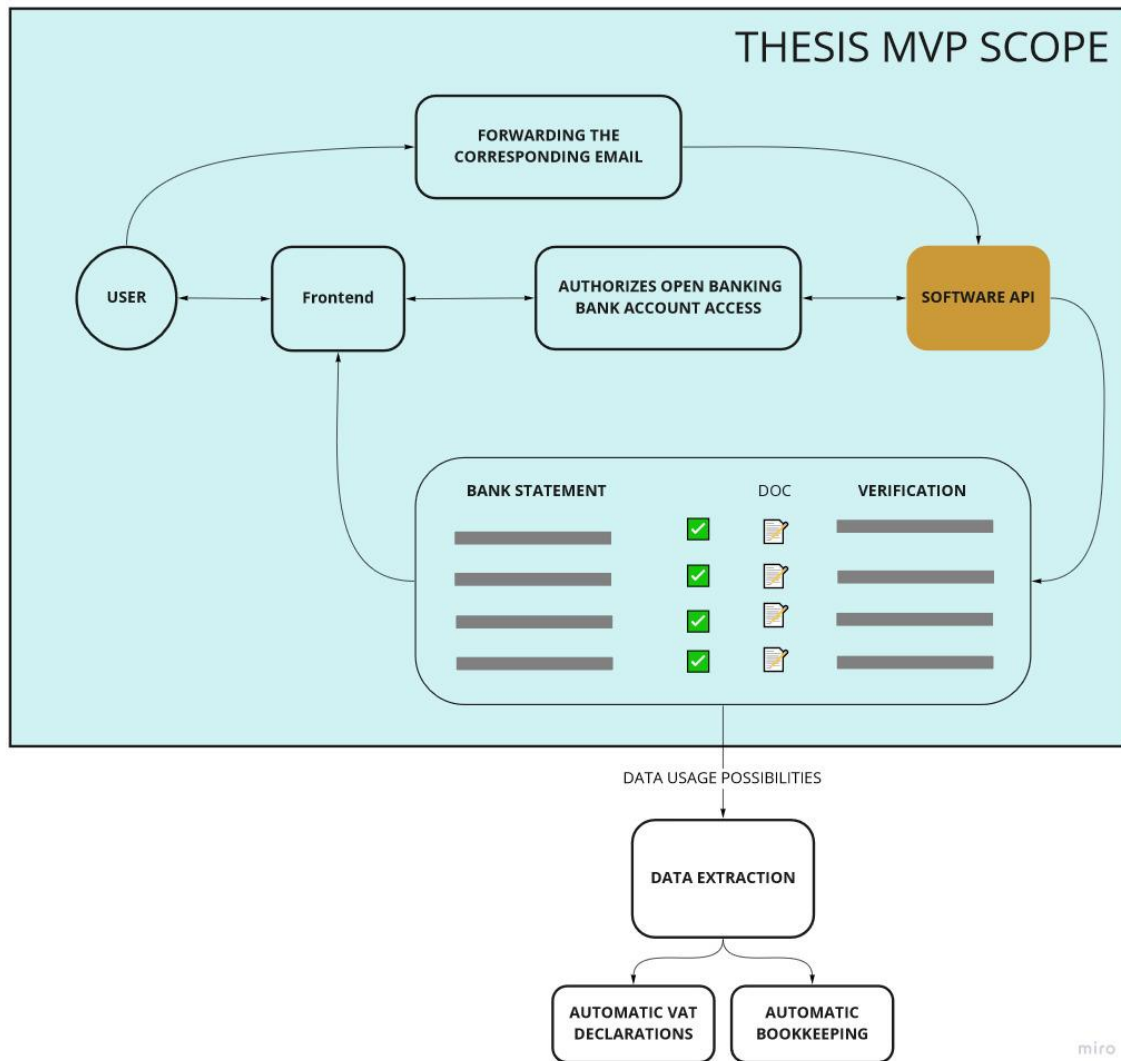 THESIS MVP SCOPE
FORWARDING THE
CORRESPONDING EMAIL
USER
Frontend
AUTHORIZES OPEN BANKING
BANK ACCOUNT ACCESS
SOFTWARE API
BANK STATEMENT
DOC
VERIFICATION
DATA USAGE POSSIBILITIES
DATA EXTRACTION
AUTOMATIC VAT
DECLARATIONS
AUTOMATIC
BOOKKEEPING
miro